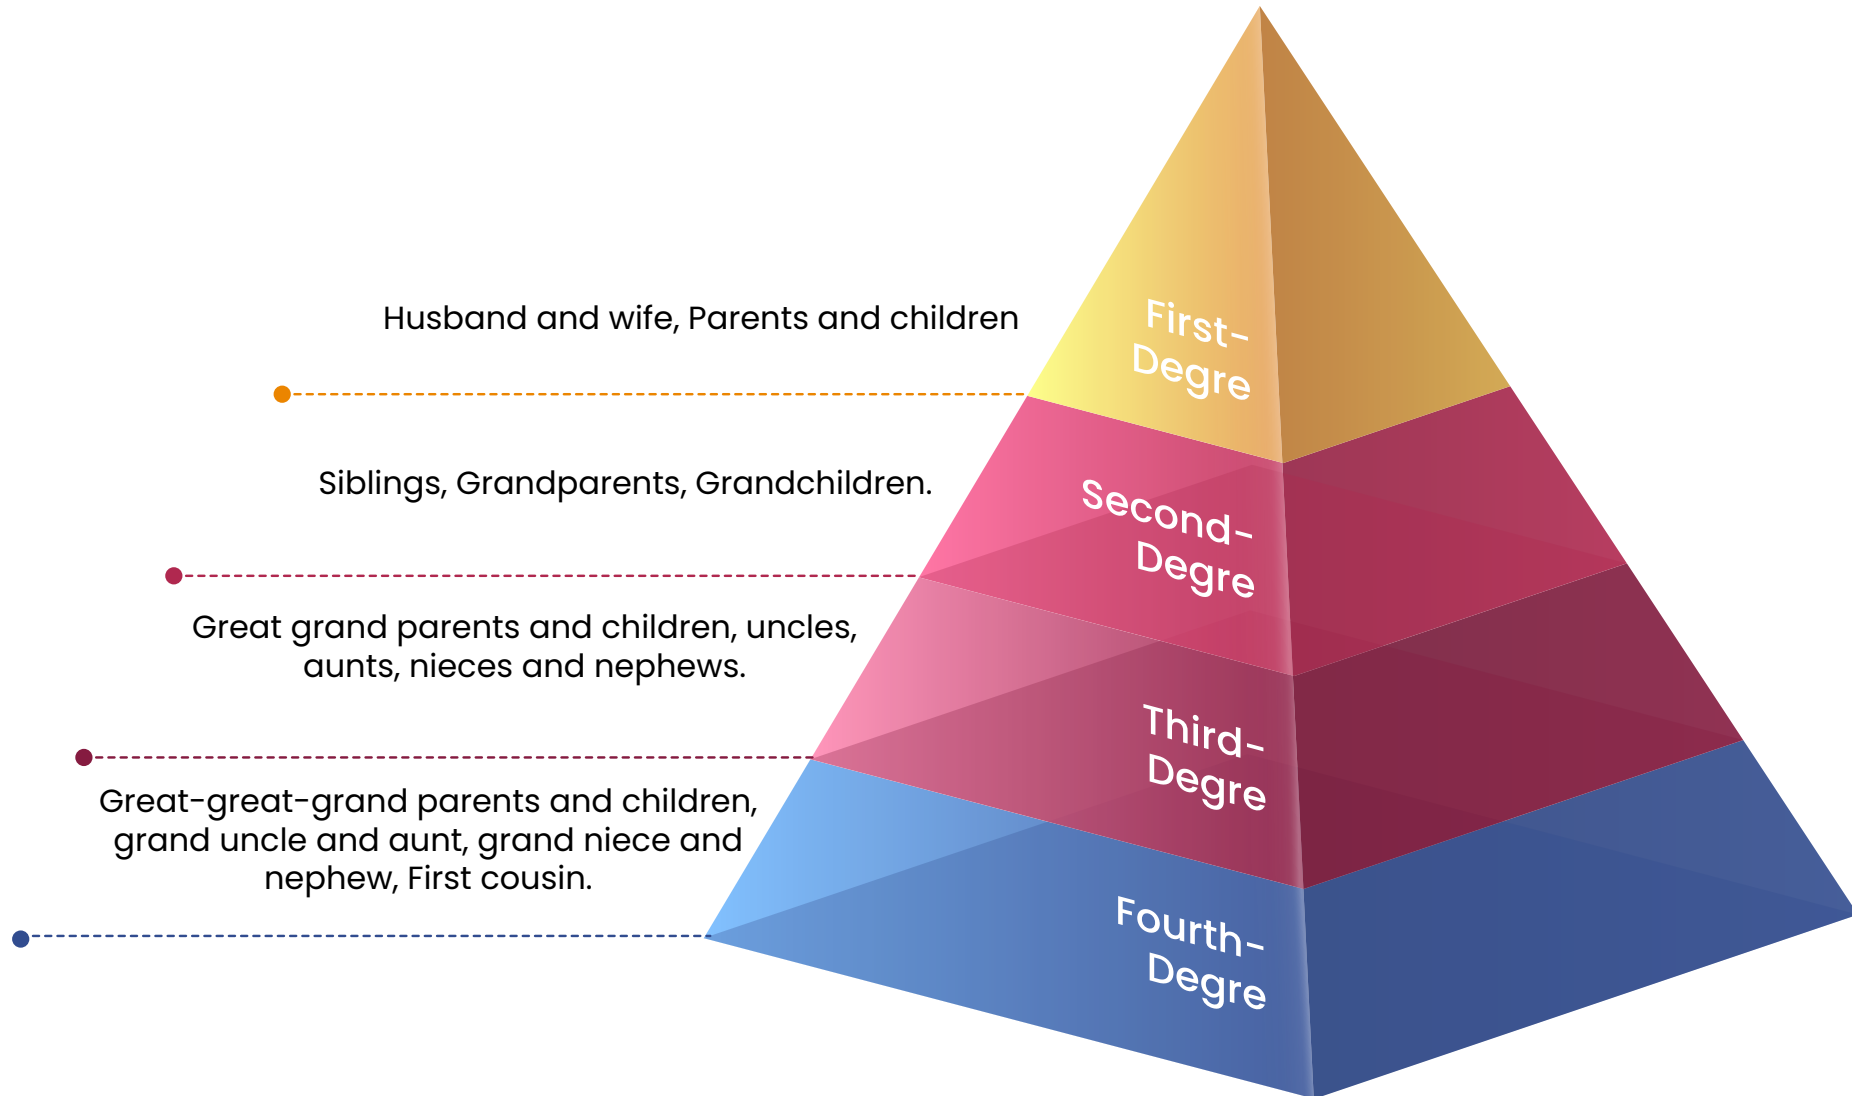 Husband and wife, Parents and children
First-
Degre
Siblings, Grandparents, Grandchildren.
Second-
Degre
Great grand parents and children, uncles,
aunts, nieces and nephews.
Third-
Degre
Great-great-grand parents and children,
grand uncle and aunt, grand niece and
nephew, First cousin.
Fourth-
Degre